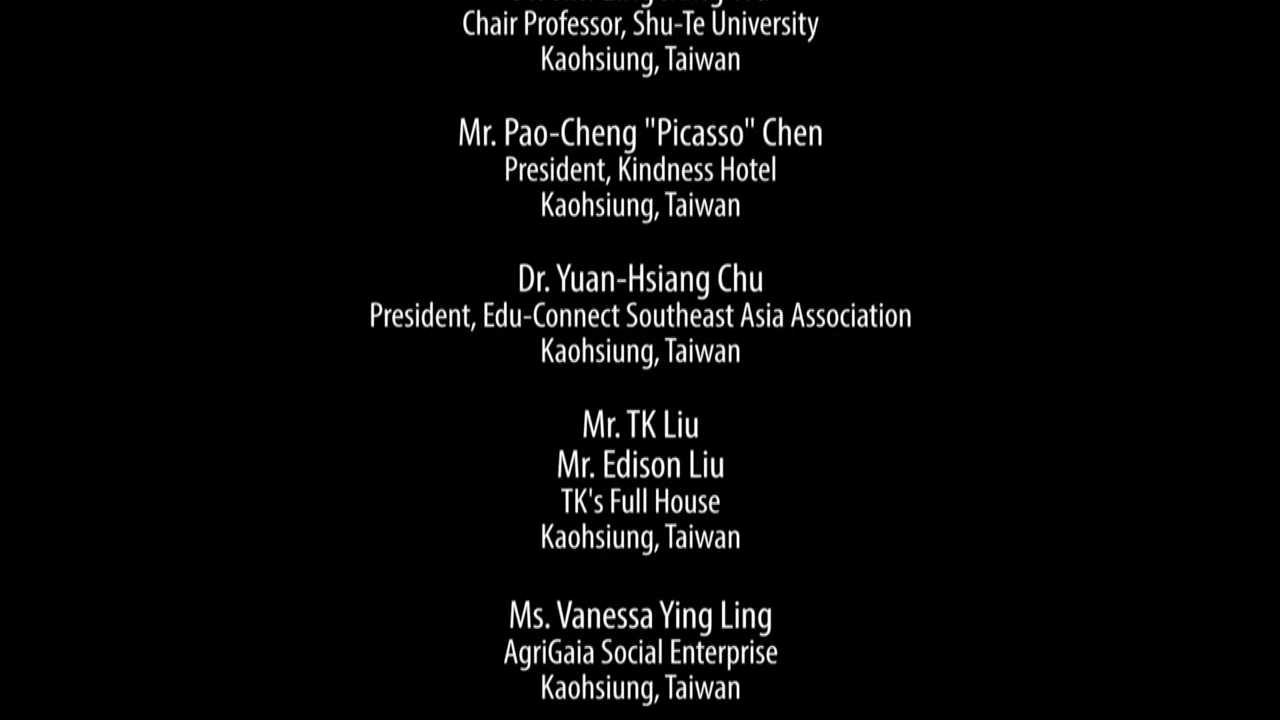 Chair Professor, Shu-Te University
Kaohsiung, Taiwan
Mr. Pao-Cheng "Picasso" Chen
President, Kindness Hotel
Kaohsiung, Taiwan
Dr. Yuan-Hsiang Chu
President, Edu-Connect Southeast Asia Association
Kaohsiung, Taiwan
Mr. TK Liu
Mr. Edison Liu
TK's Full House
Kaohsiung, Taiwan
Ms. Vanessa Ying Ling
AgriGaia Social Enterprise
Kaohsiung, Taiwan